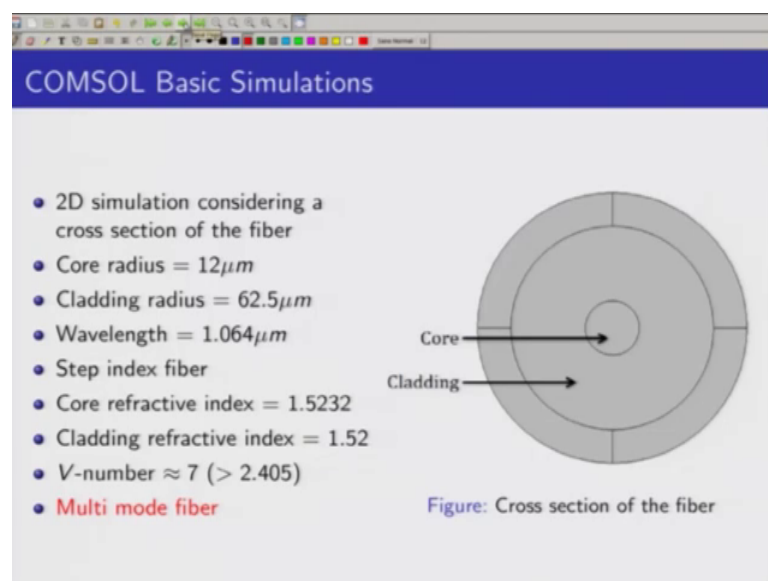 COMSOL Basic Simulations
2D simulation considering a
cross section of the fiber
Core radius = 12μm
Cladding radius = 62.5μm
Wavelength = 1.064μm
Step index fiber
Core refractive index = 1.5232
Cladding refractive index = 1.52
V-number ≈ 7 (> 2.405)
Multi mode fiber
Core
Cladding
Figure: Cross section of the fiber